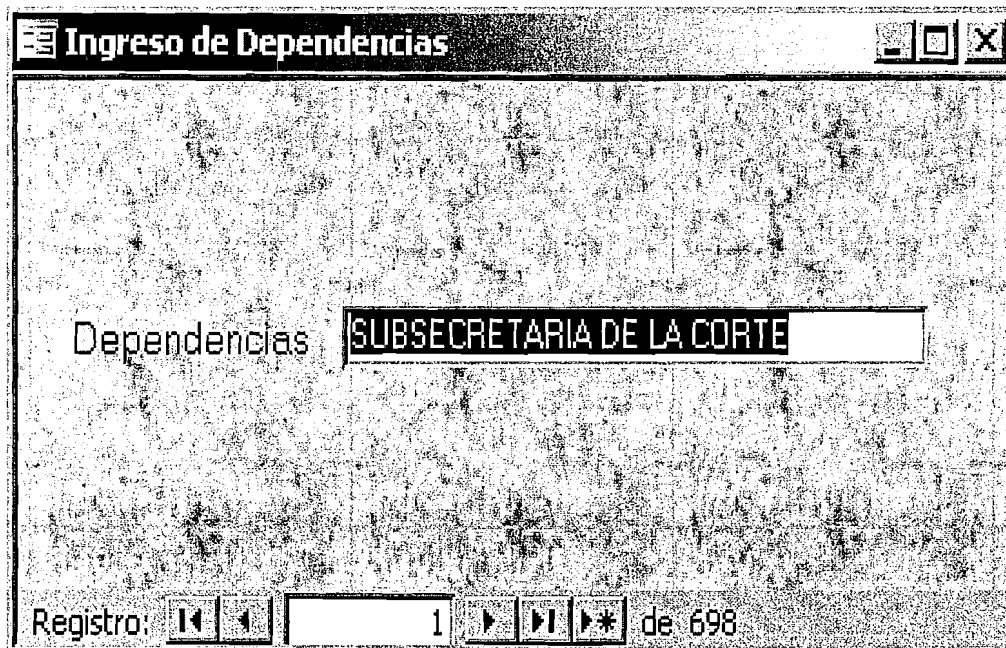 Ingreso de Dependencias
Dependencias SUBSECRETARIA DE LA CORTE
Registro: 1 de 698